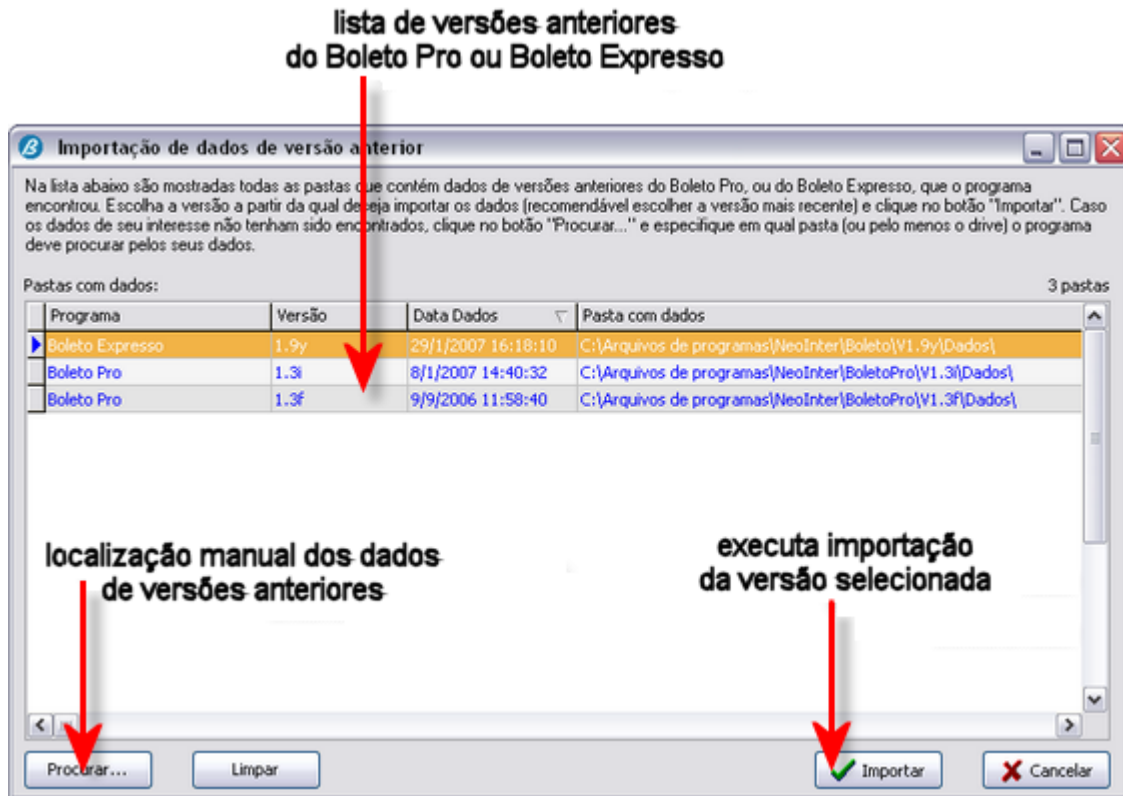 lista de versões anteriores
do Boleto Pro ou Boleto Expresso
Importação de dados de versão anterior
Na lista abaixo são mostradas todas as pastas que contém dados de versões anteriores do Boleto Pro, ou do Boleto Expresso, que o programa
encontrou. Escolha a versão a partir da qual deseja importar os dados (recomendável escolher a versão mais recente) e clique no botão "Importar". Caso
os dados de seu interesse não tenham sido encontrados, clique no botão "Procurar..." e especifique em qual pasta (ou pelo menos o drive) o programa
deve procurar pelos seus dados.
Pastas com dados: 3 pastas
Programa Versão Data Dados Pasta com dados
Boleto Expresso 1.9y 29/1/2007 16:18:10 C:\Arquivos de programas\NeoInter\Boleto\V1.9y\Dados\
Boleto Pro 1.3i 8/1/2007 14:40:32 C:\Arquivos de programas\NeoInter\BoletoPro\V1.3i\Dados\
Boleto Pro 1.3f 9/9/2006 11:58:40 C:\Arquivos de programas\NeoInter\BoletoPro\V1.3f\Dados\
localização manual dos dados
de versões anteriores
executa importação
da versão selecionada
Procurar... Limpar Importar Cancelar